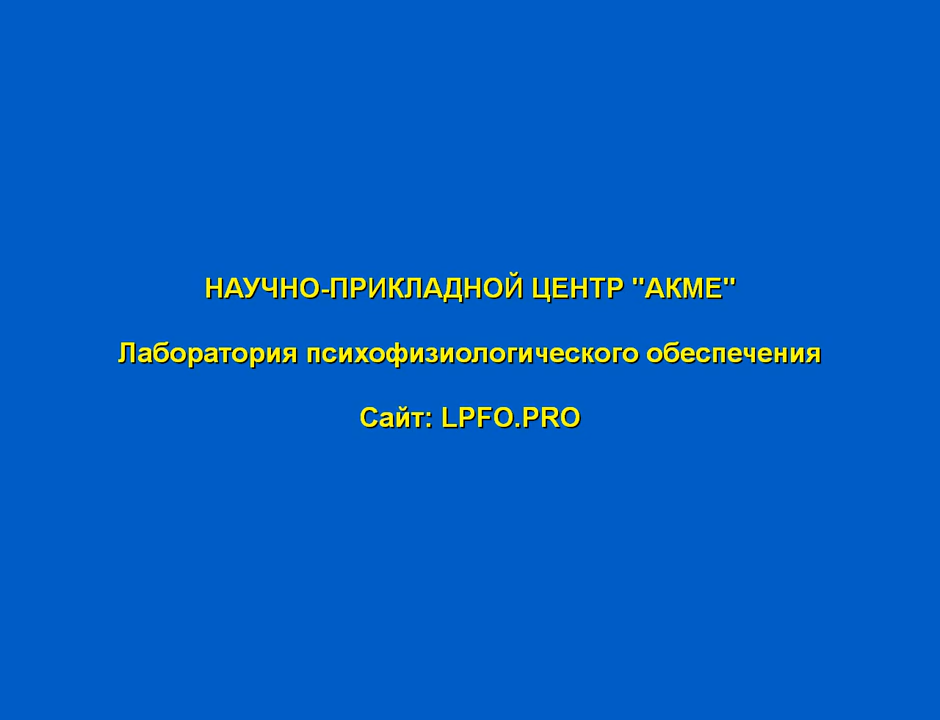 НАУЧНО-ПРИКЛАДНОЙ ЦЕНТР "АКМЕ"
Лаборатория психофизиологического обеспечения
Сайт: LPFO.PRO